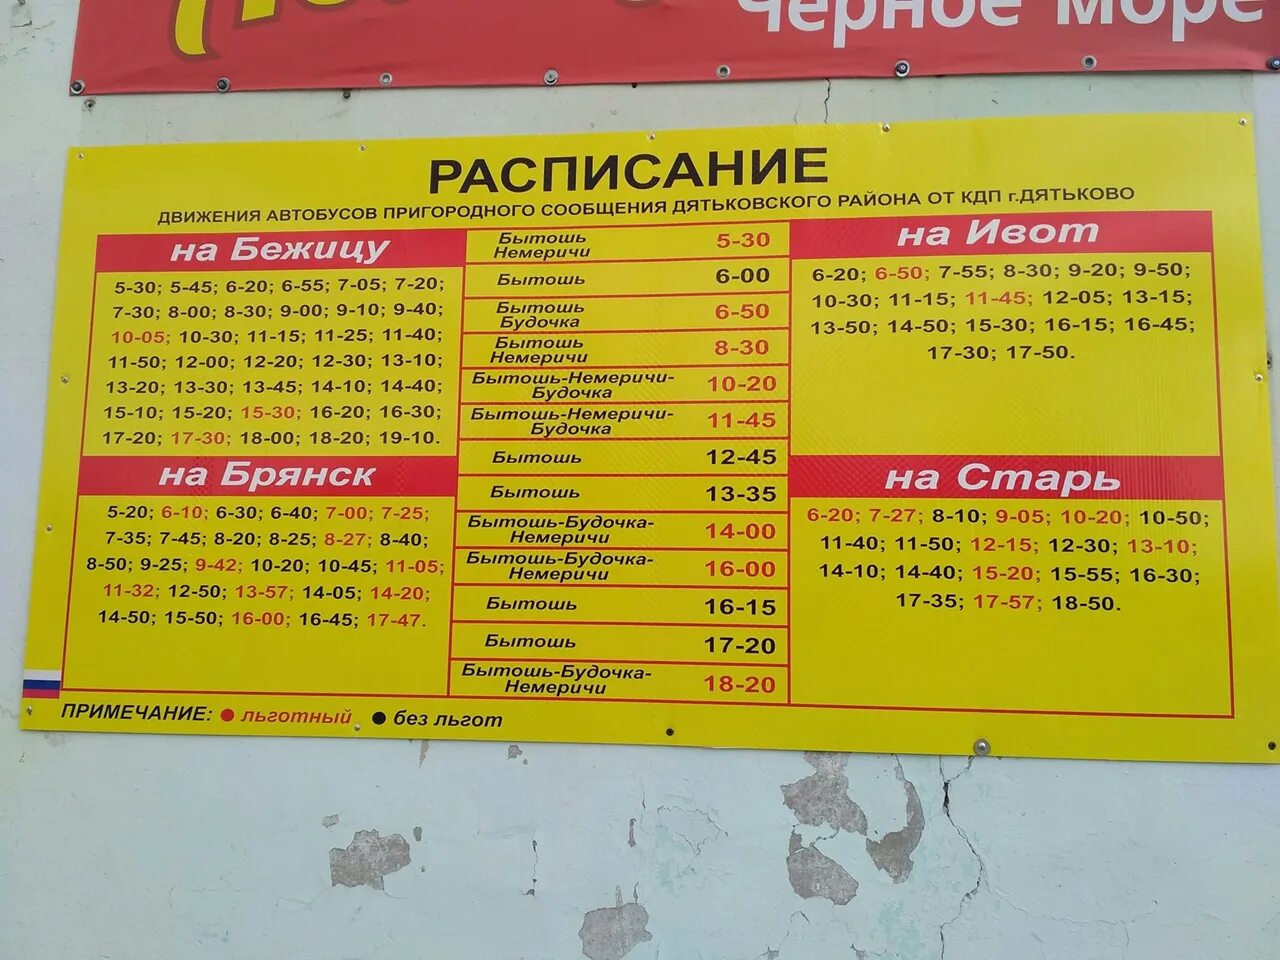 Черное море
РАСПИСАНИЕ
ДВИЖЕНИЯ АВТОБУСОВ ПРИГОРОДНОГО СООБЩЕНИЯ ДЯТЬКОВСКОГО РАЙОНА ОТ КДП г.ДЯТЬКОВО
на Бежицу
5-30; 5-45; 6-20; 6-55; 7-05; 7-20;
7-30; 8-00; 8-30; 9-00; 9-10; 9-40;
10-05; 10-30; 11-15; 11-25; 11-40;
11-50; 12-00; 12-20; 12-30; 13-10;
13-20; 13-30; 13-45; 14-10; 14-40;
15-10; 15-20; 15-30; 16-20; 16-30;
17-20; 17-30; 18-00; 18-20; 19-10.
на Брянск
5-20; 6-10; 6-30; 6-40; 7-00; 7-25;
7-35; 7-45; 8-20; 8-25; 8-27; 8-40;
8-50; 9-25; 9-42; 10-20; 10-45; 11-05;
11-32; 12-50; 13-57; 14-05; 14-20;
14-50; 15-50; 16-00; 16-45; 17-47.
Бытошь
Немеричи 5-30
Бытошь 6-00
Бытошь
Будочка 6-50
Бытошь
Немеричи 8-30
Бытошь-Немеричи-
Будочка 10-20
Бытошь-Немеричи-
Будочка 11-45
Бытошь 12-45
Бытошь 13-35
Бытошь-Будочка-
Немеричи 14-00
Бытошь-Будочка-
Немеричи 16-00
Бытошь 16-15
Бытошь 17-20
Бытошь-Будочка-
Немеричи 18-20
на Ивот
6-20; 6-50; 7-55; 8-30; 9-20; 9-50;
10-30; 11-15; 11-45; 12-05; 13-15;
13-50; 14-50; 15-30; 16-15; 16-45;
17-30; 17-50.
на Старь
6-20; 7-27; 8-10; 9-05; 10-20; 10-50;
11-40; 11-50; 12-15; 12-30; 13-10;
14-10; 14-40; 15-20; 15-55; 16-30;
17-35; 17-57; 18-50.
ПРИМЕЧАНИЕ: ● льготный ● без льгот